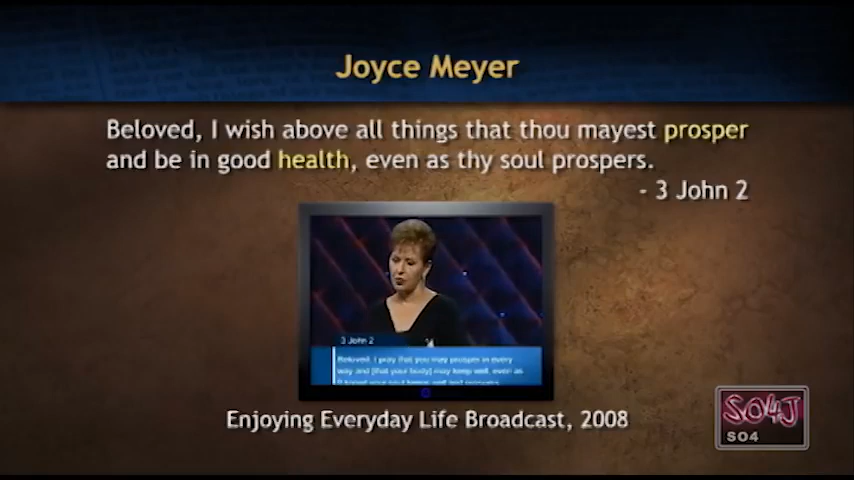 Joyce Meyer
Beloved, I wish above all things that thou mayest prosper
and be in good health, even as thy soul prospers.
- 3 John 2
3 John 2
Beloved, I pray that you may prosper in every
way and [that your body] may keep well, even as
Enjoying Everyday Life Broadcast, 2008
SO4J
SO4